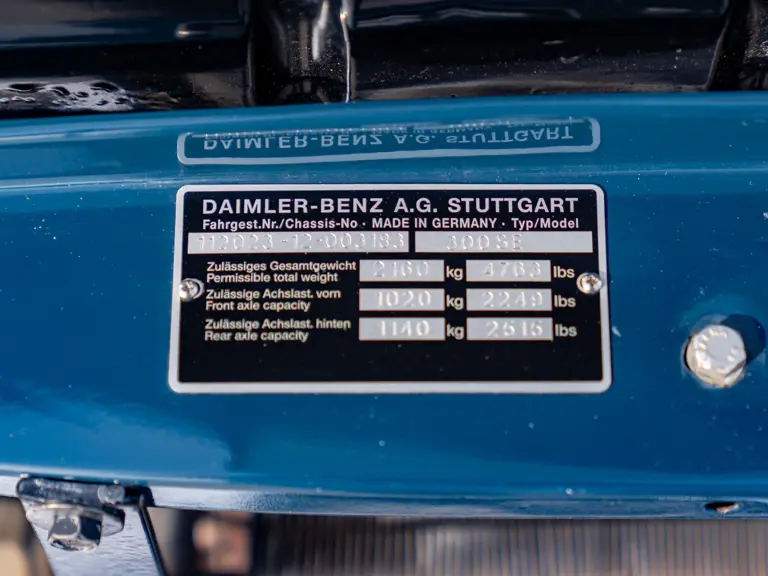 DAIMLER-BENZ A.G. STUTTGART
DAIMLER-BENZ A.G. STUTTGART
Fahrgest.Nr./Chassis-No · MADE IN GERMANY · Typ/Model
112023-12-003183 300SE
Zulässiges Gesamtgewicht
Permissible total weight 2160 kg 4763 lbs
Zulässige Achslast. vorn
Front axle capacity 1020 kg 2249 lbs
Zulässige Achslast. hinten
Rear axle capacity 1140 kg 2515 lbs